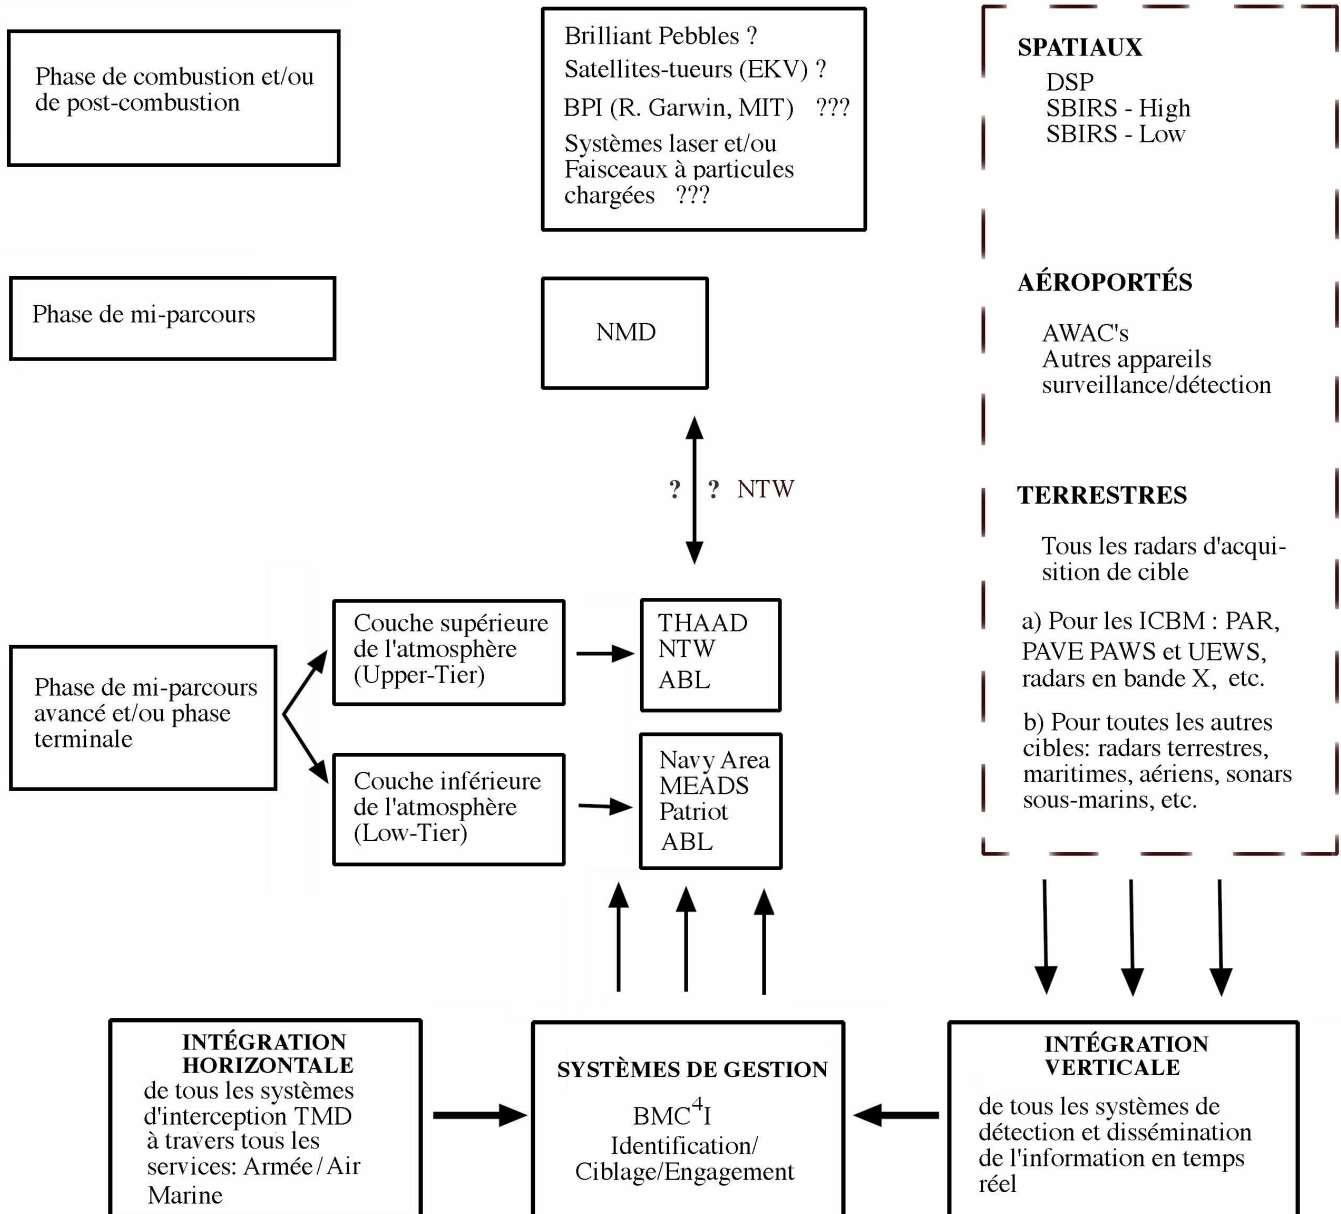 Phase de combustion et/ou
de post-combustion
Brilliant Pebbles ?
Satellites-tueurs (EKV) ?
BPI (R. Garwin, MIT) ???
Systèmes laser et/ou
Faisceaux à particules
chargées ???
Phase de mi-parcours
NMD
? ? NTW
Phase de mi-parcours
avancé et/ou phase
terminale
Couche supérieure
de l'atmosphère
(Upper-Tier)
THAAD
NTW
ABL
Couche inférieure
de l'atmosphère
(Low-Tier)
Navy Area
MEADS
Patriot
ABL
SPATIAUX
DSP
SBIRS - High
SBIRS - Low
AÉROPORTÉS
AWAC's
Autres appareils
surveillance/détection
TERRESTRES
Tous les radars d'acqui-
sition de cible
a) Pour les ICBM : PAR,
PAVE PAWS et UEWS,
radars en bande X, etc.
b) Pour toutes les autres
cibles: radars terrestres,
maritimes, aériens, sonars
sous-marins, etc.
INTÉGRATION
HORIZONTALE
de tous les systèmes
d'interception TMD
à travers tous les
services: Armée/Air
Marine
SYSTÈMES DE GESTION
BMC⁴I
Identification/
Ciblage/Engagement
INTÉGRATION
VERTICALE
de tous les systèmes de
détection et dissémination
de l'information en temps
réel